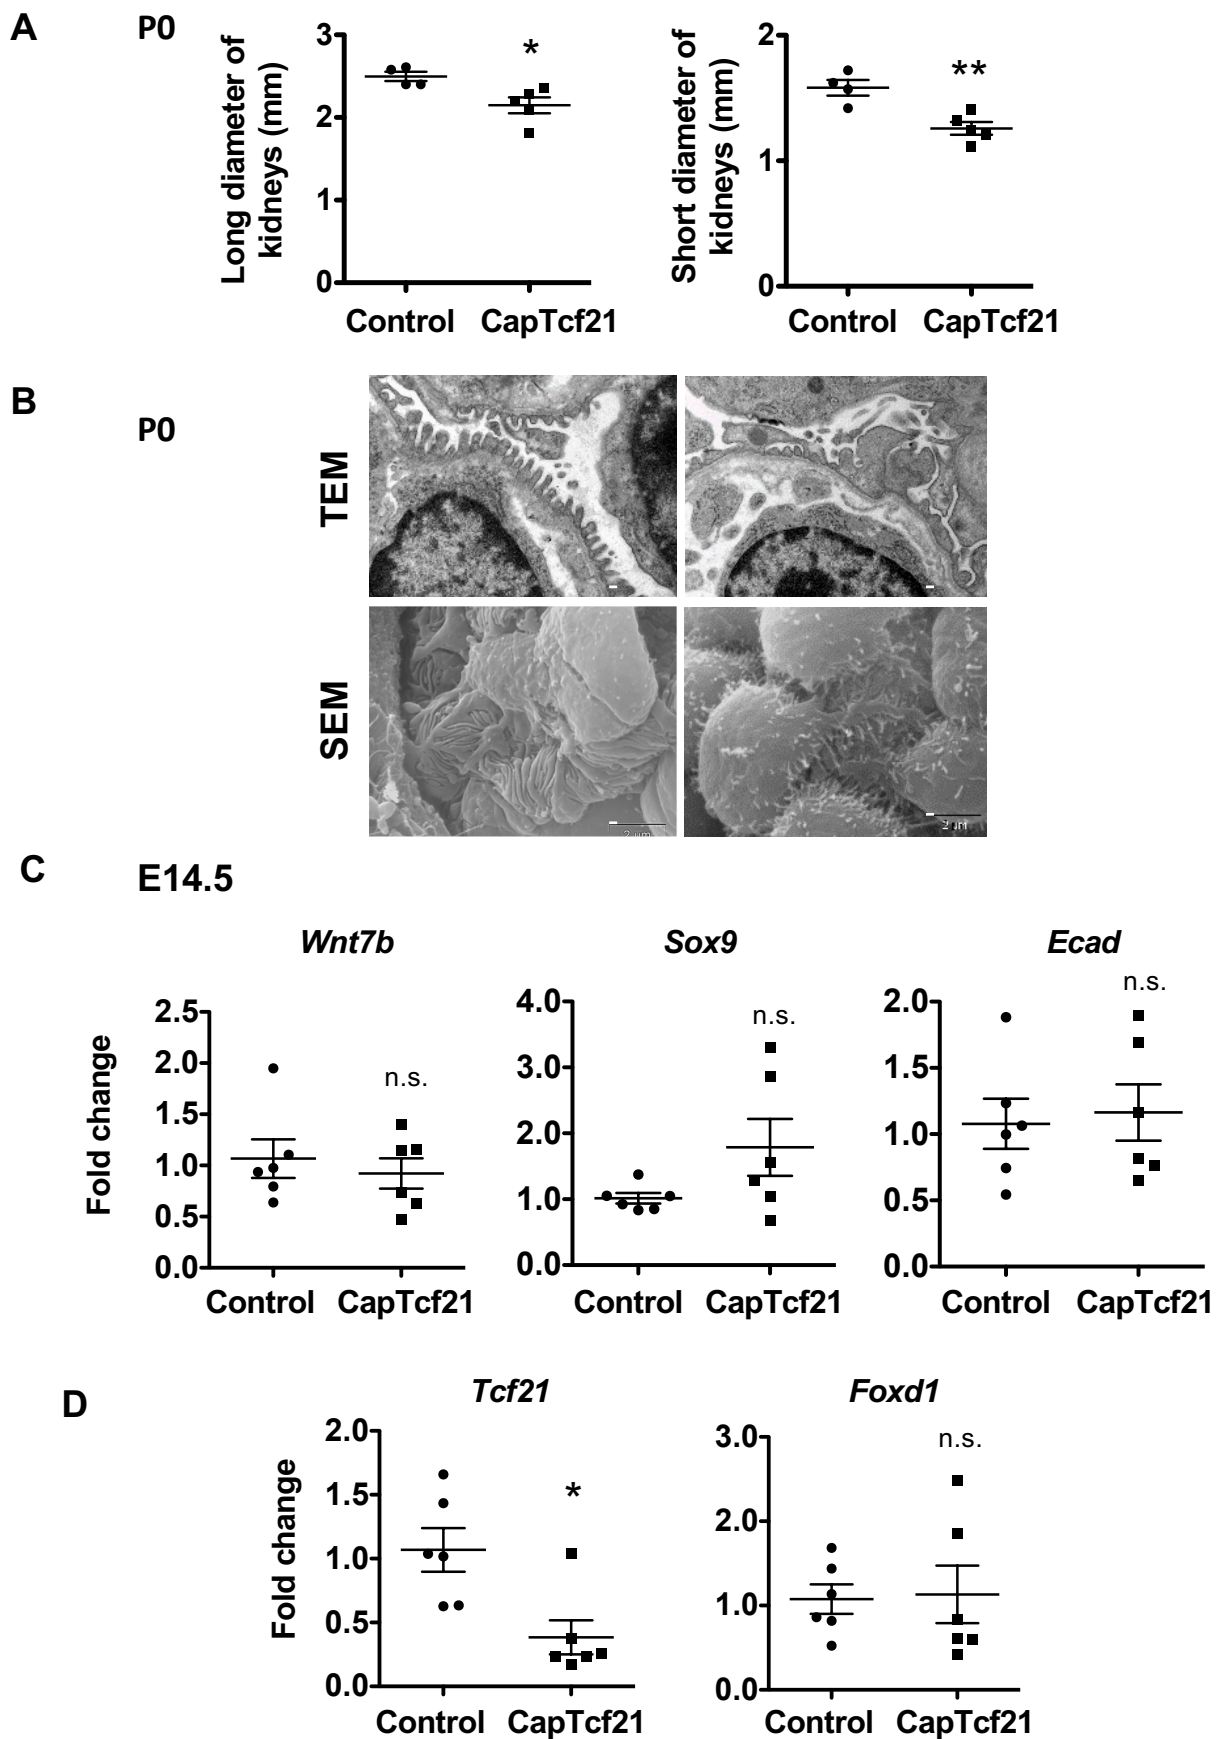 A
P0
Long diameter of
kidneys (mm)
3
2
1
0
*
Control
CapTcf21
Short diameter of
kidneys (mm)
2
1
0
**
Control
CapTcf21
B
P0
TEM
SEM
2 µm
2 µm
C
E14.5
Wnt7b
Fold change
2.5
2.0
1.5
1.0
0.5
0.0
n.s.
Control
CapTcf21
Sox9
4.0
3.0
2.0
1.0
0.0
n.s.
Control
CapTcf21
Ecad
2.0
1.5
1.0
0.5
0.0
n.s.
Control
CapTcf21
D
Tcf21
Fold change
2.0
1.5
1.0
0.5
0.0
*
Control
CapTcf21
Foxd1
3.0
2.0
1.0
0.0
n.s.
Control
CapTcf21